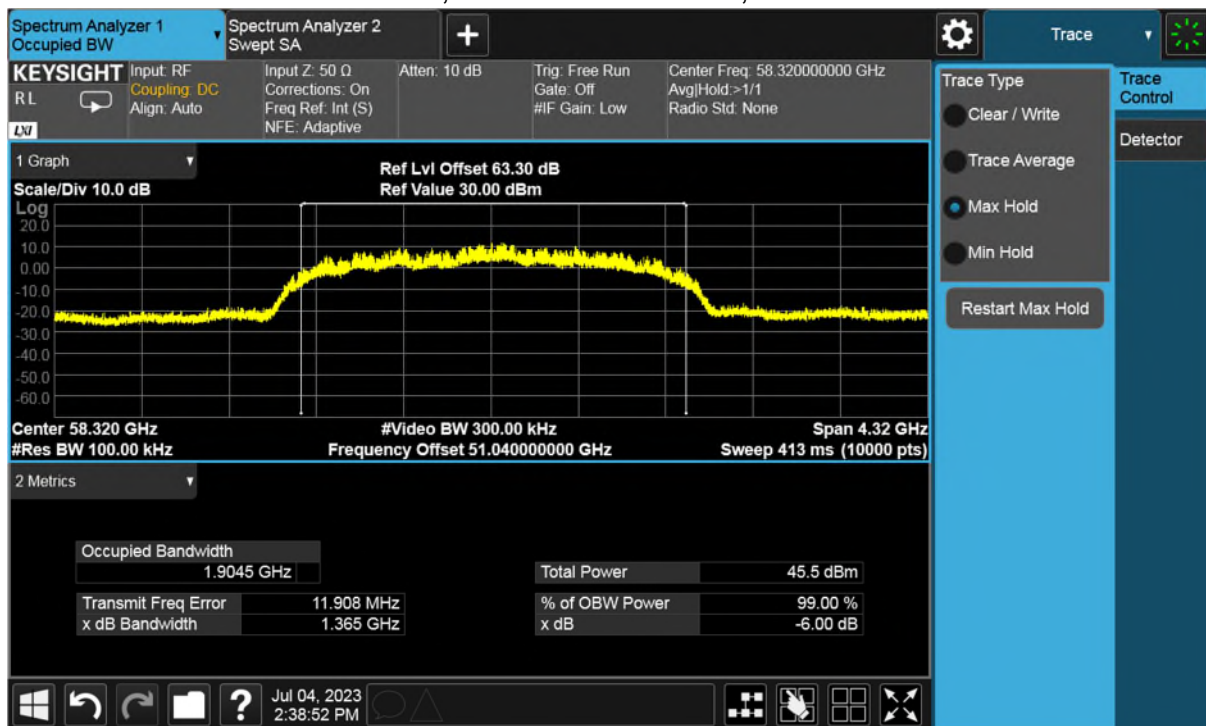 Spectrum Analyzer 1
Occupied BW
Spectrum Analyzer 2
Swept SA
+
Trace
KEYSIGHT
RL
LXI
Input: RF
Coupling: DC
Align: Auto
Input Z: 50 Ω
Corrections: On
Freq Ref: Int (S)
NFE: Adaptive
Atten: 10 dB
Trig: Free Run
Gate: Off
#IF Gain: Low
Center Freq: 58.320000000 GHz
Avg|Hold:>1/1
Radio Std: None
Trace Type
Clear / Write
Trace Average
Max Hold
Min Hold
Restart Max Hold
Trace
Control
Detector
1 Graph
Scale/Div 10.0 dB
Ref Lvl Offset 63.30 dB
Ref Value 30.00 dBm
Log
20.0
10.0
0.00
-10.0
-20.0
-30.0
-40.0
-50.0
-60.0
Center 58.320 GHz
#Video BW 300.00 kHz
Span 4.32 GHz
#Res BW 100.00 kHz
Frequency Offset 51.040000000 GHz
Sweep 413 ms (10000 pts)
2 Metrics
Occupied Bandwidth
1.9045 GHz
Total Power 45.5 dBm
Transmit Freq Error 11.908 MHz
% of OBW Power 99.00 %
x dB Bandwidth 1.365 GHz
x dB -6.00 dB
?
Jul 04, 2023
2:38:52 PM